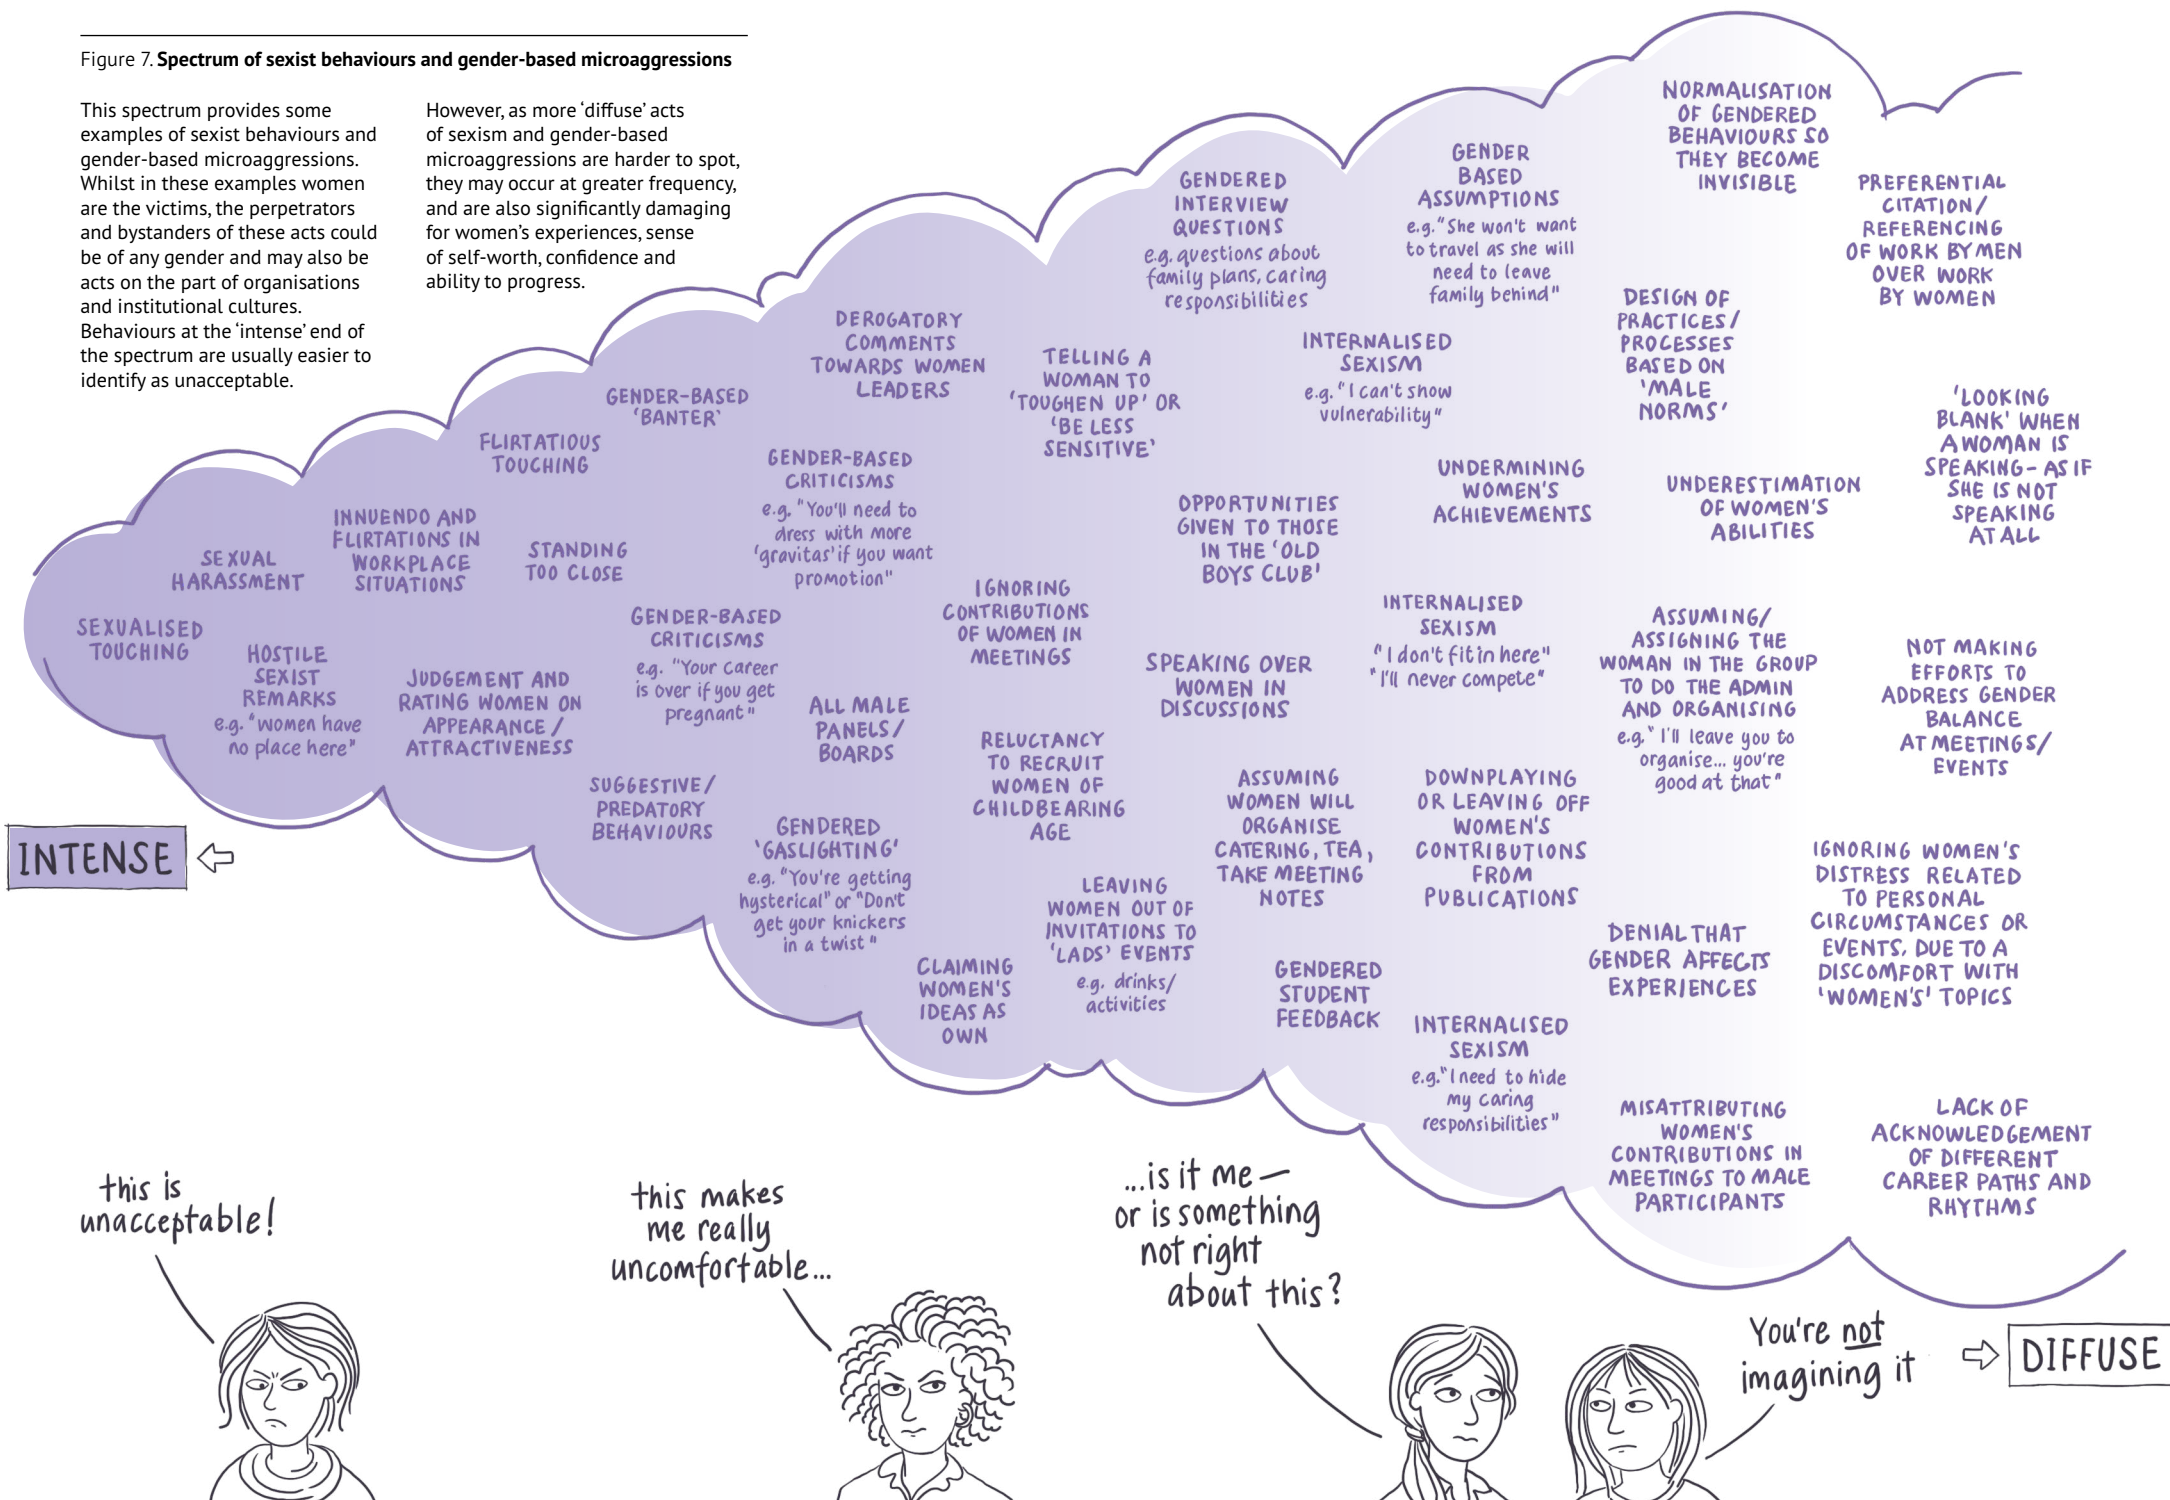 Figure 7. Spectrum of sexist behaviours and gender-based microaggressions
This spectrum provides some
examples of sexist behaviours and
gender-based microaggressions.
Whilst in these examples women
are the victims, the perpetrators
and bystanders of these acts could
be of any gender and may also be
acts on the part of organisations
and institutional cultures.
Behaviours at the ‘intense’ end of
the spectrum are usually easier to
identify as unacceptable.
However, as more ‘diffuse’ acts
of sexism and gender-based
microaggressions are harder to spot,
they may occur at greater frequency,
and are also significantly damaging
for women’s experiences, sense
of self-worth, confidence and
ability to progress.
SEXUALISED
TOUCHING
SEXUAL
HARASSMENT
HOSTILE
SEXIST
REMARKS
e.g. "women have
no place here"
INNUENDO AND
FLIRTATIONS IN
WORKPLACE
SITUATIONS
JUDGEMENT AND
RATING WOMEN ON
APPEARANCE /
ATTRACTIVENESS
FLIRTATIOUS
TOUCHING
STANDING
TOO CLOSE
GENDER-BASED
'BANTER'
GENDER-BASED
CRITICISMS
e.g. "Your career
is over if you get
pregnant"
SUGGESTIVE/
PREDATORY
BEHAVIOURS
DEROGATORY
COMMENTS
TOWARDS WOMEN
LEADERS
GENDER-BASED
CRITICISMS
e.g. "You'll need to
dress with more
'gravitas' if you want
promotion"
ALL MALE
PANELS/
BOARDS
GENDERED
'GASLIGHTING'
e.g. "You're getting
hysterical" or "Don't
get your knickers
in a twist"
TELLING A
WOMAN TO
'TOUGHEN UP' OR
'BE LESS
SENSITIVE'
IGNORING
CONTRIBUTIONS
OF WOMEN IN
MEETINGS
RELUCTANCY
TO RECRUIT
WOMEN OF
CHILDBEARING
AGE
CLAIMING
WOMEN'S
IDEAS AS
OWN
LEAVING
WOMEN OUT OF
INVITATIONS TO
'LADS' EVENTS
e.g. drinks/
activities
GENDERED
INTERVIEW
QUESTIONS
e.g. questions about
family plans, caring
responsibilities
OPPORTUNITIES
GIVEN TO THOSE
IN THE 'OLD
BOYS CLUB'
SPEAKING OVER
WOMEN IN
DISCUSSIONS
ASSUMING
WOMEN WILL
ORGANISE
CATERING, TEA,
TAKE MEETING
NOTES
GENDERED
STUDENT
FEEDBACK
GENDER
BASED
ASSUMPTIONS
e.g. "She won't want
to travel as she will
need to leave
family behind"
INTERNALISED
SEXISM
e.g. "I can't show
vulnerability"
UNDERMINING
WOMEN'S
ACHIEVEMENTS
INTERNALISED
SEXISM
"I don't fit in here"
"I'll never compete"
DOWNPLAYING
OR LEAVING OFF
WOMEN'S
CONTRIBUTIONS
FROM
PUBLICATIONS
INTERNALISED
SEXISM
e.g. "I need to hide
my caring
responsibilities"
NORMALISATION
OF GENDERED
BEHAVIOURS SO
THEY BECOME
INVISIBLE
DESIGN OF
PRACTICES/
PROCESSES
BASED ON
'MALE
NORMS'
UNDERESTIMATION
OF WOMEN'S
ABILITIES
ASSUMING/
ASSIGNING THE
WOMAN IN THE GROUP
TO DO THE ADMIN
AND ORGANISING
e.g. "I'll leave you to
organise... you're
good at that"
DENIAL THAT
GENDER AFFECTS
EXPERIENCES
MISATTRIBUTING
WOMEN'S
CONTRIBUTIONS IN
MEETINGS TO MALE
PARTICIPANTS
PREFERENTIAL
CITATION/
REFERENCING
OF WORK BY MEN
OVER WORK
BY WOMEN
'LOOKING
BLANK' WHEN
A WOMAN IS
SPEAKING - AS IF
SHE IS NOT
SPEAKING
AT ALL
NOT MAKING
EFFORTS TO
ADDRESS GENDER
BALANCE
AT MEETINGS/
EVENTS
IGNORING WOMEN'S
DISTRESS RELATED
TO PERSONAL
CIRCUMSTANCES OR
EVENTS, DUE TO A
DISCOMFORT WITH
'WOMEN'S' TOPICS
LACK OF
ACKNOWLEDGEMENT
OF DIFFERENT
CAREER PATHS AND
RHYTHMS
INTENSE
this is
unacceptable!
this makes
me really
uncomfortable...
...is it me —
or is something
not right
about this?
You're not
imagining it
DIFFUSE